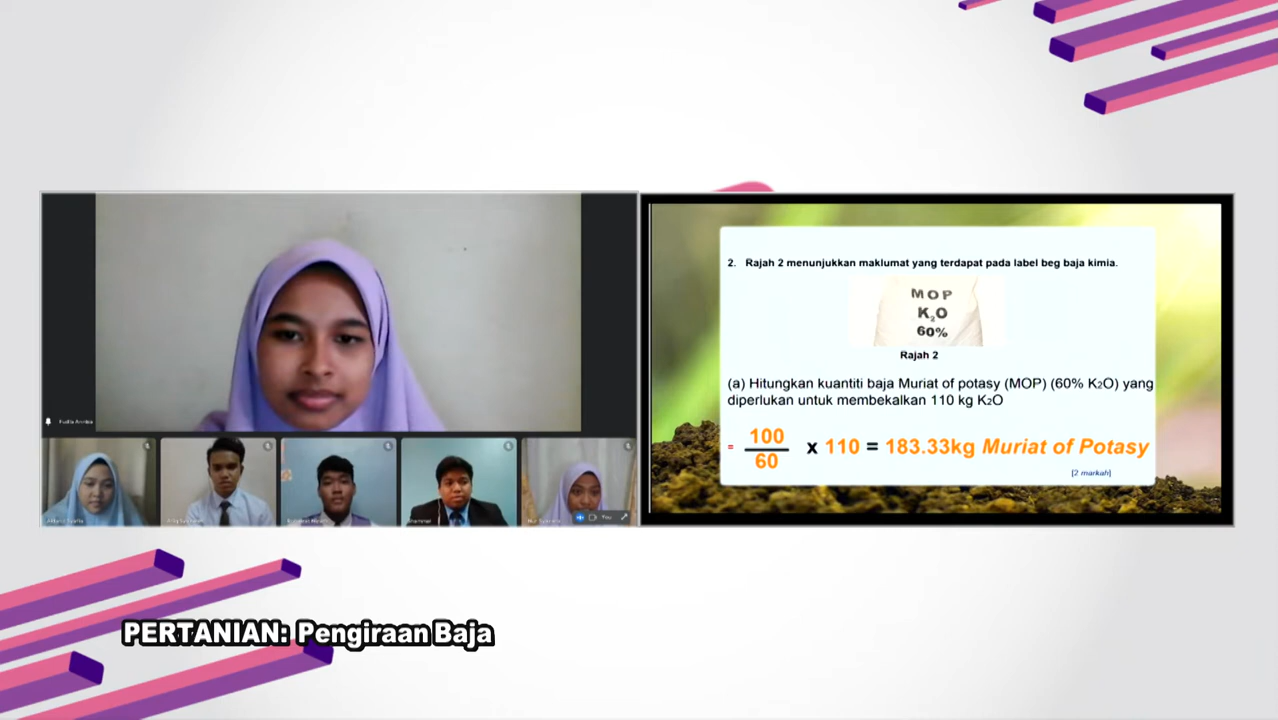 2. Rajah 2 menunjukkan maklumat yang terdapat pada label beg baja kimia.
MOP
K₂O
60%
Rajah 2
(a) Hitungkan kuantiti baja Muriat of potasy (MOP) (60% K₂O) yang
diperlukan untuk membekalkan 110 kg K₂O
= 100/60 x 110 = 183.33kg Muriat of Potasy
[2 markah]
You
PERTANIAN: Pengiraan Baja